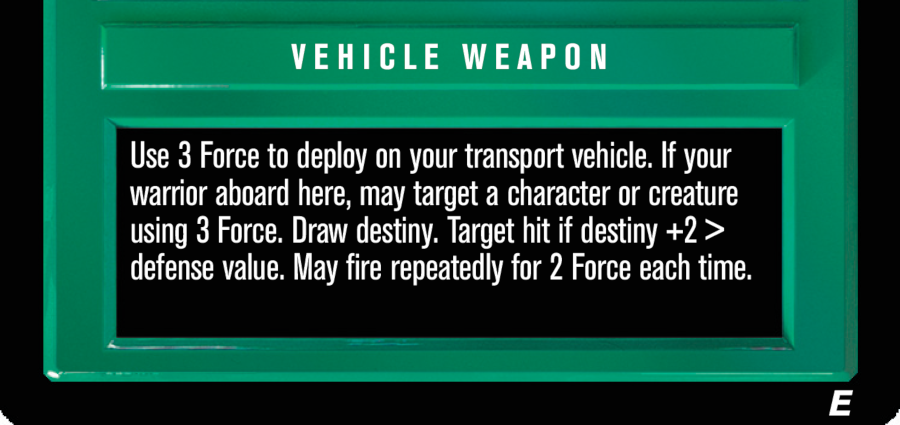 VEHICLE WEAPON
Use 3 Force to deploy on your transport vehicle. If your
warrior aboard here, may target a character or creature
using 3 Force. Draw destiny. Target hit if destiny +2 >
defense value. May fire repeatedly for 2 Force each time.
E